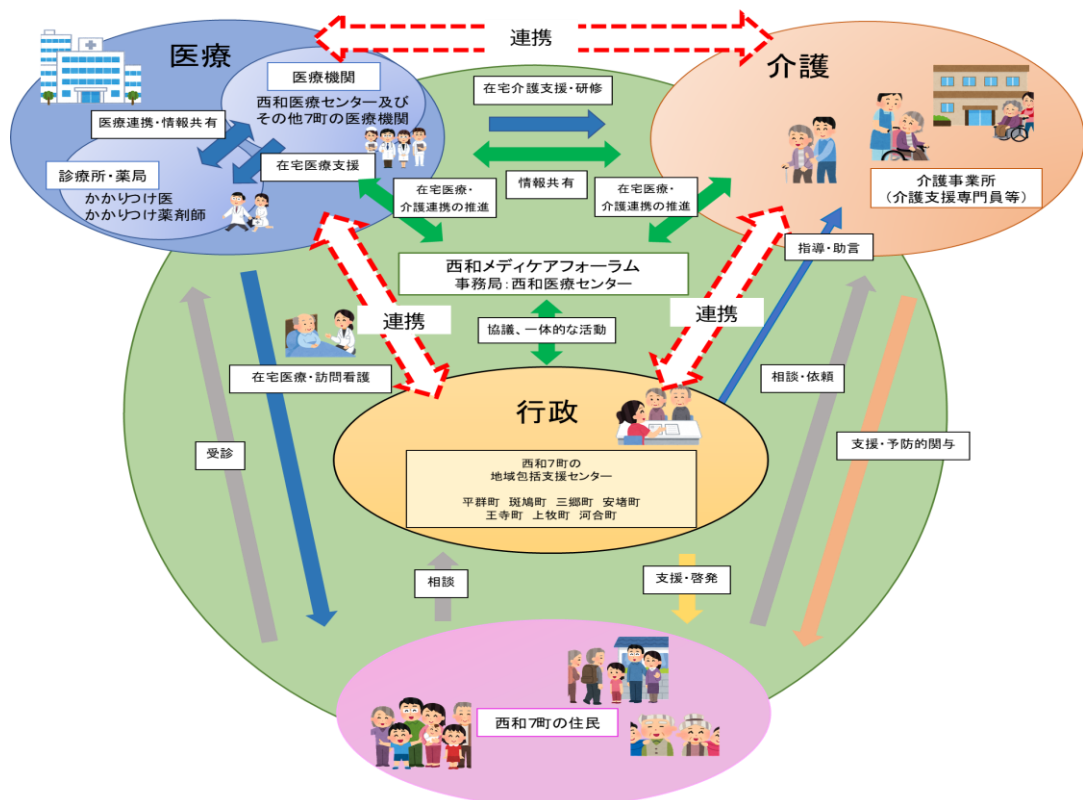 連携
医療
介護
医療機関
西和医療センター及び
その他7町の医療機関
医療連携・情報共有
在宅医療支援
診療所・薬局
かかりつけ医
かかりつけ薬剤師
在宅介護支援・研修
情報共有
在宅医療・
介護連携の推進
在宅医療・
介護連携の推進
介護事業所
（介護支援専門員等）
指導・助言
西和メディケアフォーラム
事務局：西和医療センター
連携
連携
協議、一体的な活動
在宅医療・訪問看護
相談・依頼
行政
受診
支援・予防的関与
西和7町の
地域包括支援センター
平群町 斑鳩町 三郷町 安堵町
王寺町 上牧町 河合町
相談
支援・啓発
西和7町の住民